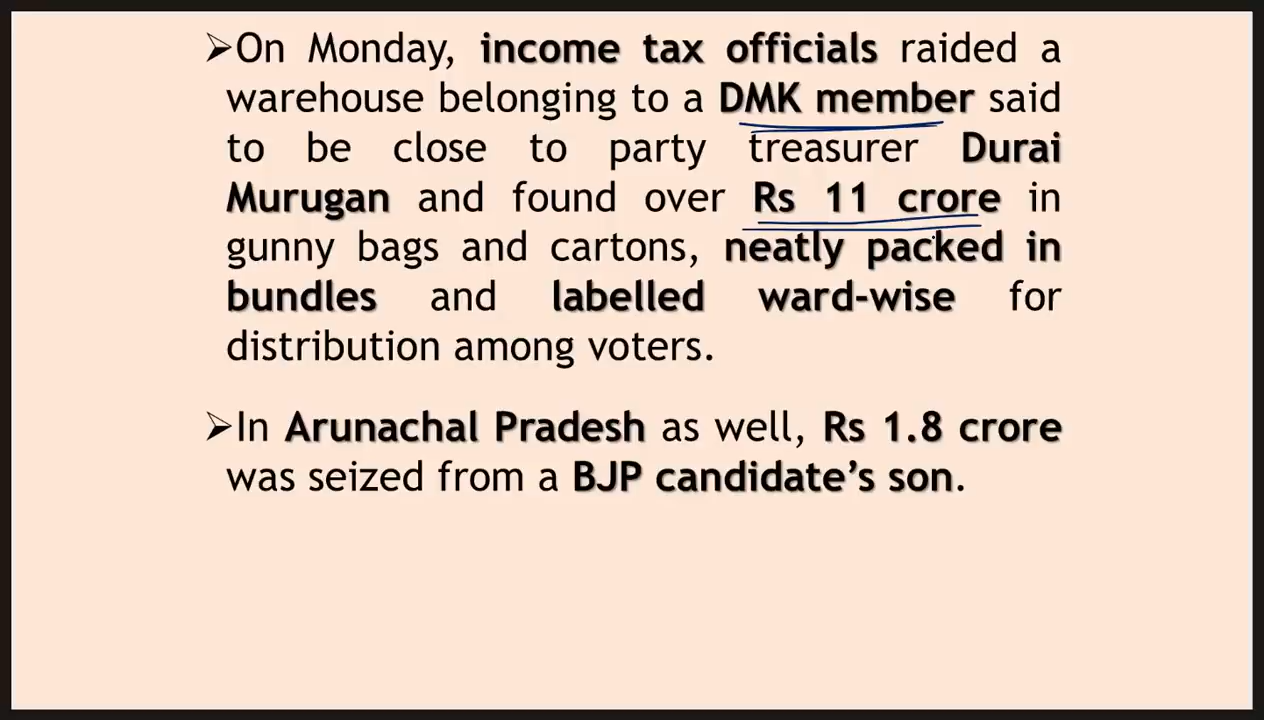 ➢On Monday, income tax officials raided a
warehouse belonging to a DMK member said
to be close to party treasurer Durai
Murugan and found over Rs 11 crore in
gunny bags and cartons, neatly packed in
bundles and labelled ward-wise for
distribution among voters.
➢In Arunachal Pradesh as well, Rs 1.8 crore
was seized from a BJP candidate’s son.